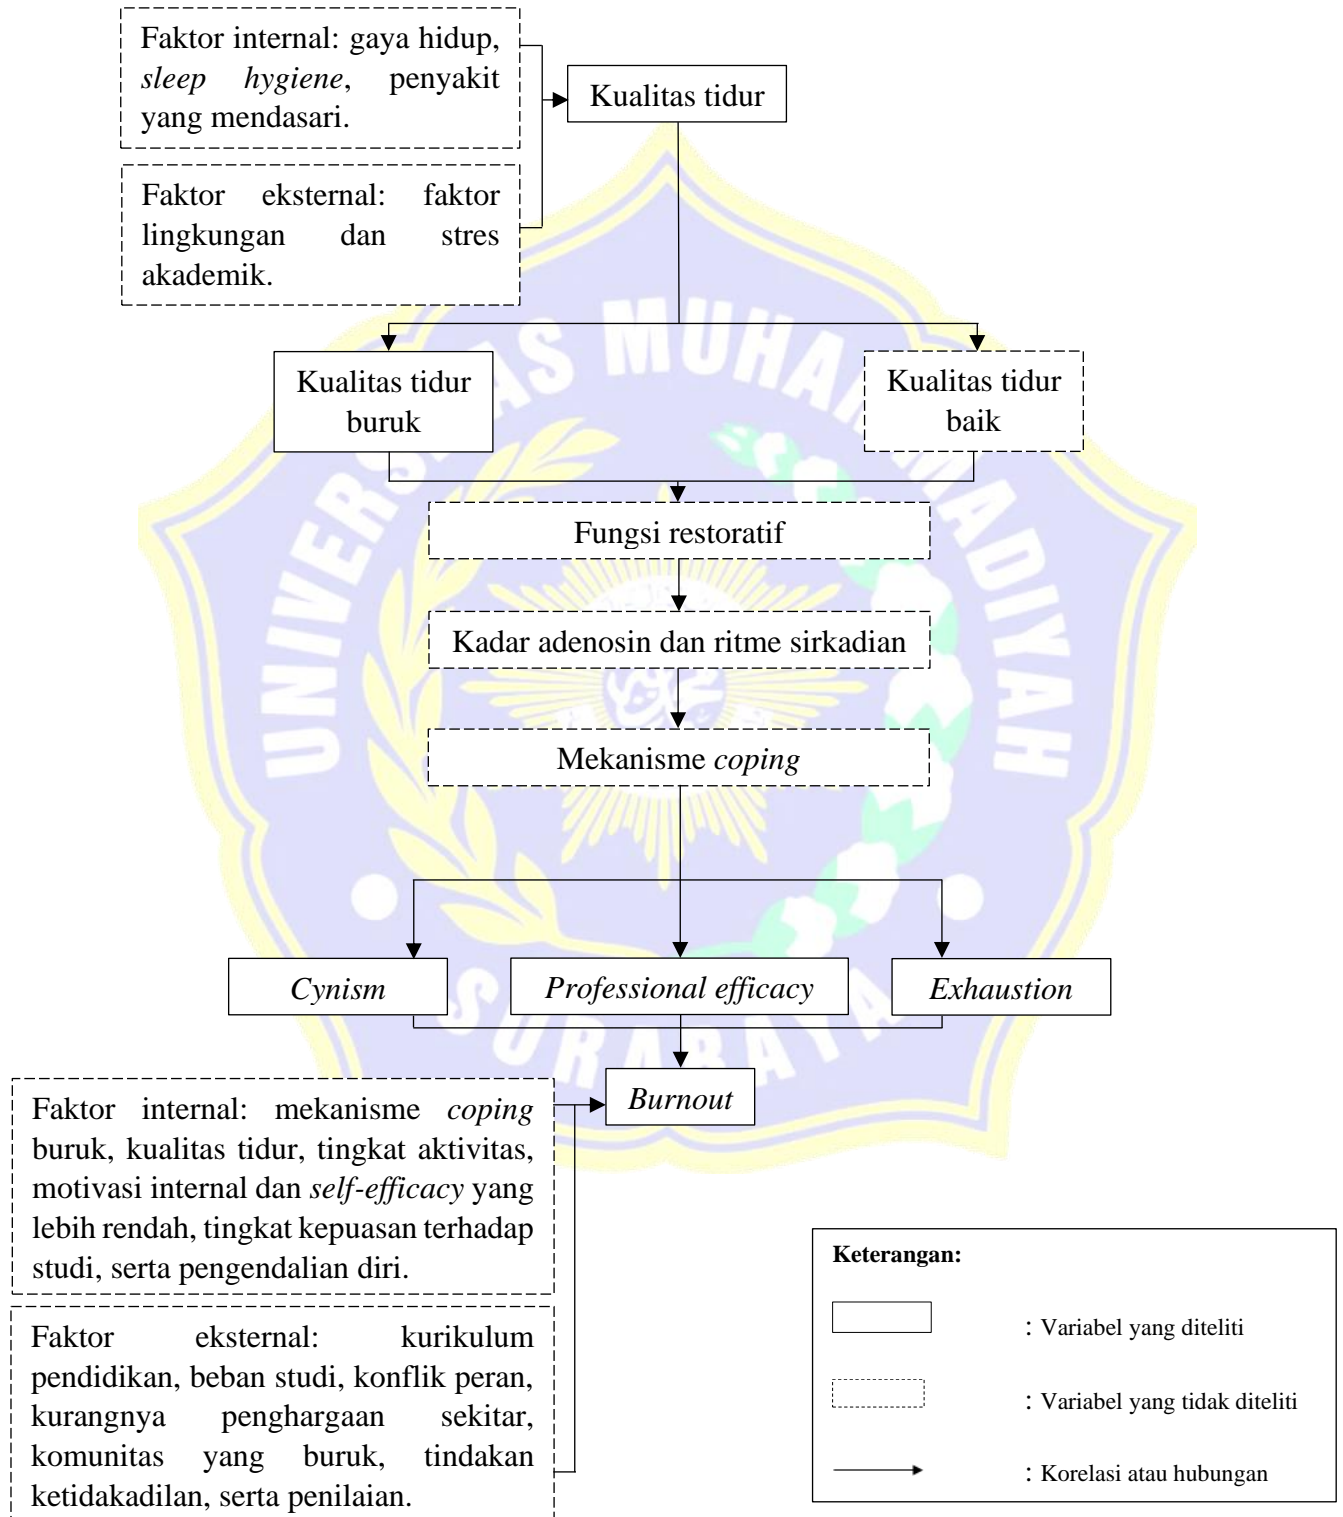 Faktor internal: gaya hidup,
sleep hygiene, penyakit
yang mendasari.
Kualitas tidur
Faktor eksternal: faktor
lingkungan dan stres
akademik.
Kualitas tidur
buruk
Kualitas tidur
baik
Fungsi restoratif
Kadar adenosin dan ritme sirkadian
Mekanisme coping
Cynism
Professional efficacy
Exhaustion
Burnout
Faktor internal: mekanisme coping
buruk, kualitas tidur, tingkat aktivitas,
motivasi internal dan self-efficacy yang
lebih rendah, tingkat kepuasan terhadap
studi, serta pengendalian diri.
Faktor eksternal: kurikulum
pendidikan, beban studi, konflik peran,
kurangnya penghargaan sekitar,
komunitas yang buruk, tindakan
ketidakadilan, serta penilaian.
Keterangan:
: Variabel yang diteliti
: Variabel yang tidak diteliti
: Korelasi atau hubungan
UNIVERSITAS MUHAMMADIYAH
SURABAYA